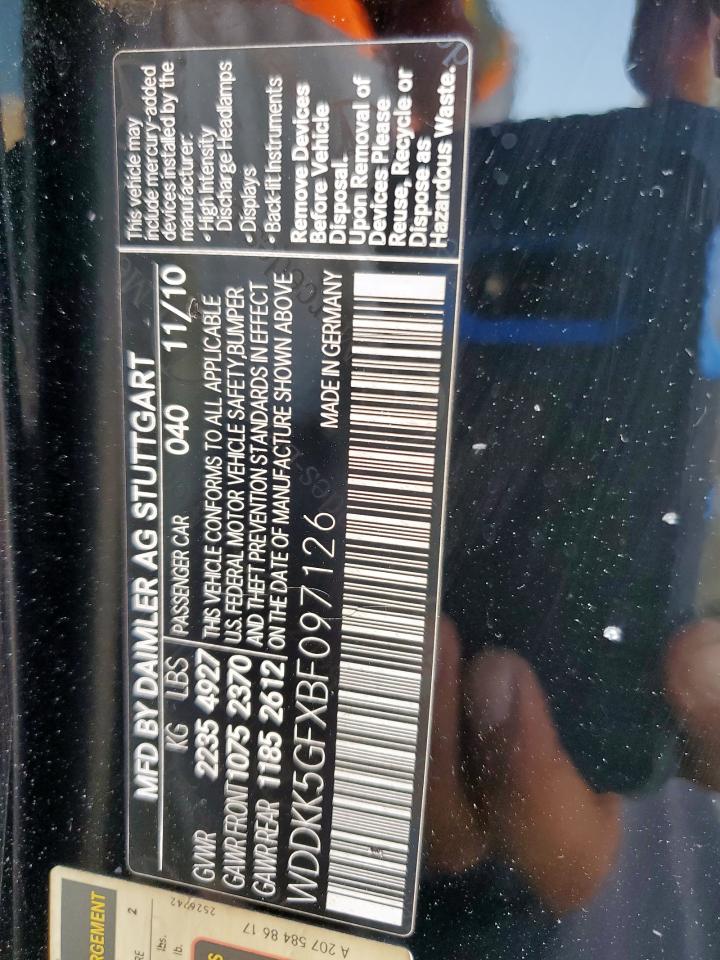 MFD BY DAIMLER AG STUTTGART
KG LBS PASSENGER CAR 040 11/10
GVWR 2235 4927
GAWR FRONT 1075 2370
GAWR REAR 1185 2612
THIS VEHICLE CONFORMS TO ALL APPLICABLE
U.S. FEDERAL MOTOR VEHICLE SAFETY,BUMPER
AND THEFT PREVENTION STANDARDS IN EFFECT
ON THE DATE OF MANUFACTURE SHOWN ABOVE
WDDKK5GFXBF097126
MADE IN GERMANY
This vehicle may
include mercury-added
devices installed by the
manufacturer:
• High Intensity
Discharge Headlamps
• Displays
• Back-lit Instruments
Remove Devices
Before Vehicle
Disposal.
Upon Removal of
Devices Please
Reuse, Recycle or
Dispose as
Hazardous Waste.
2
lbs.
lb.
2526242
A 207 584 86 17